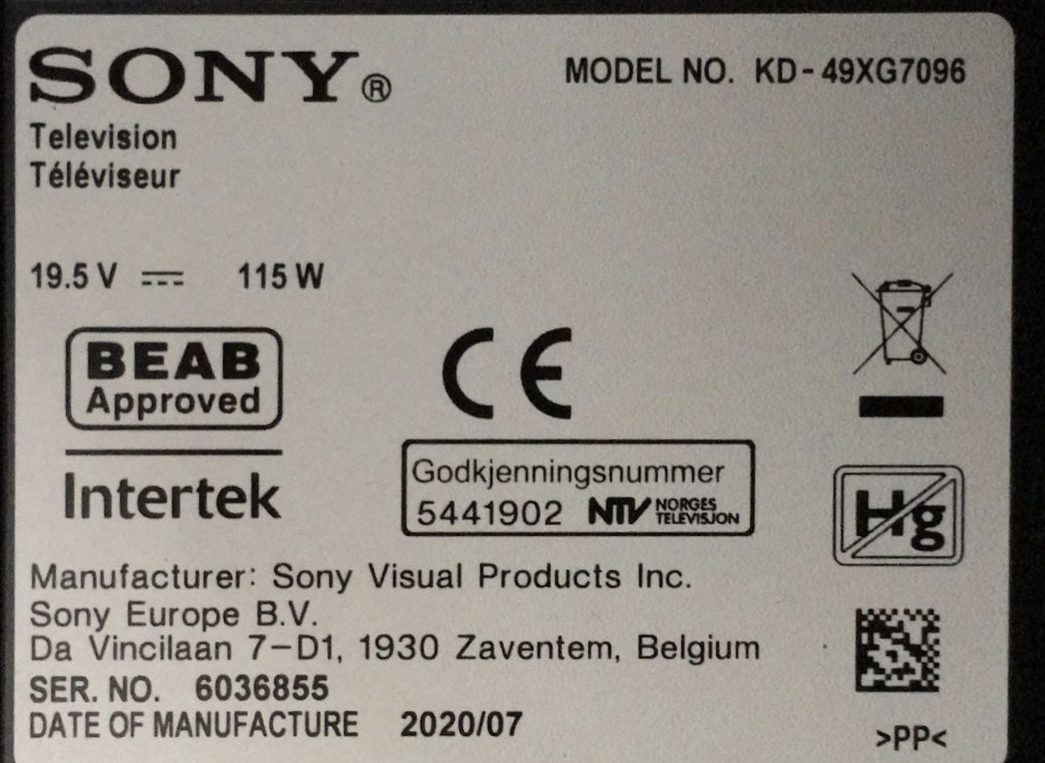 SONY®
MODEL NO. KD-49XG7096
Television
Téléviseur
19.5 V ⎓ 115 W
BEAB
Approved
Intertek
CE
Godkjenningsnummer
5441902 NTV NORGES TELEVISJON
Hg
Manufacturer: Sony Visual Products Inc.
Sony Europe B.V.
Da Vincilaan 7-D1, 1930 Zaventem, Belgium
SER. NO. 6036855
DATE OF MANUFACTURE 2020/07
>PP<